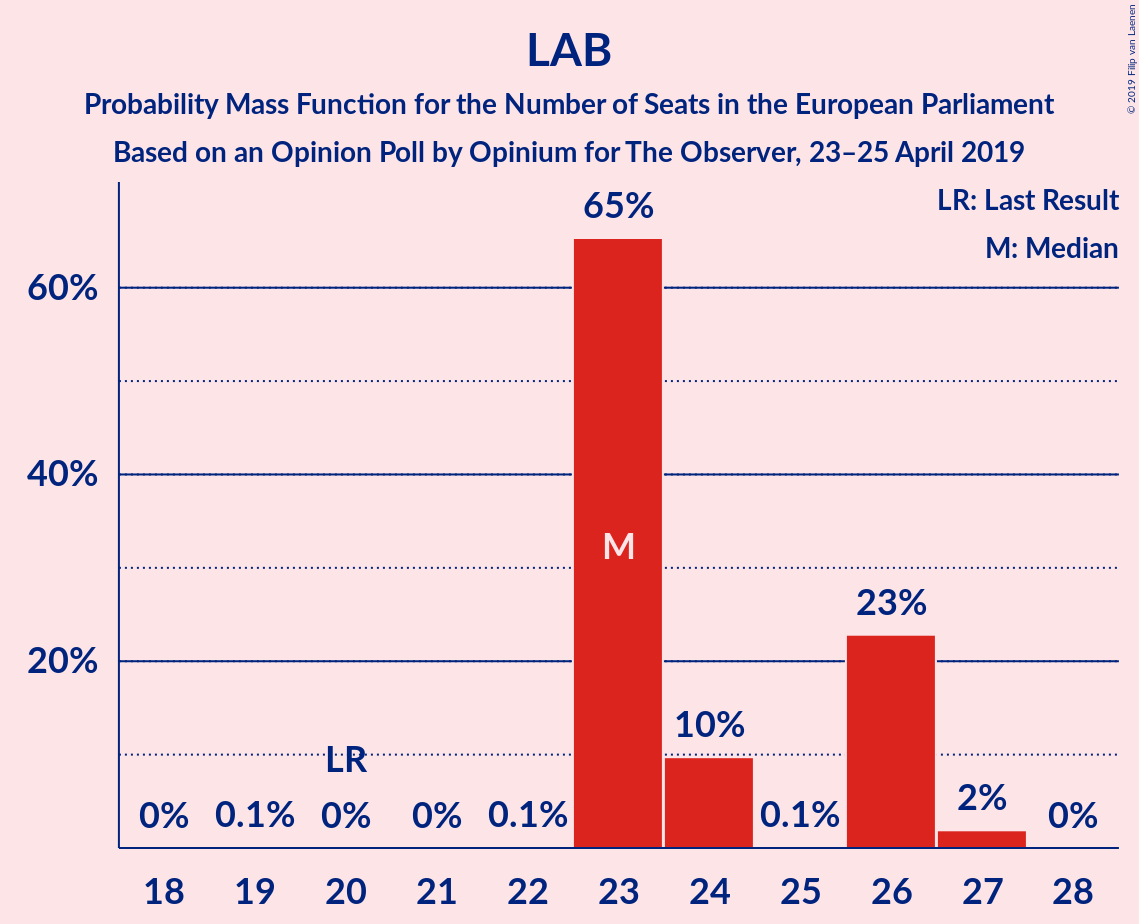 LAB
Probability Mass Function for the Number of Seats in the European Parliament
Based on an Opinion Poll by Opinium for The Observer, 23–25 April 2019
© 2019 Filip van Laenen
LR: Last Result
M: Median
60%
40%
20%
0%
0.1%
LR
0%
0%
0.1%
65%
M
10%
0.1%
23%
2%
0%
18 19 20 21 22 23 24 25 26 27 28